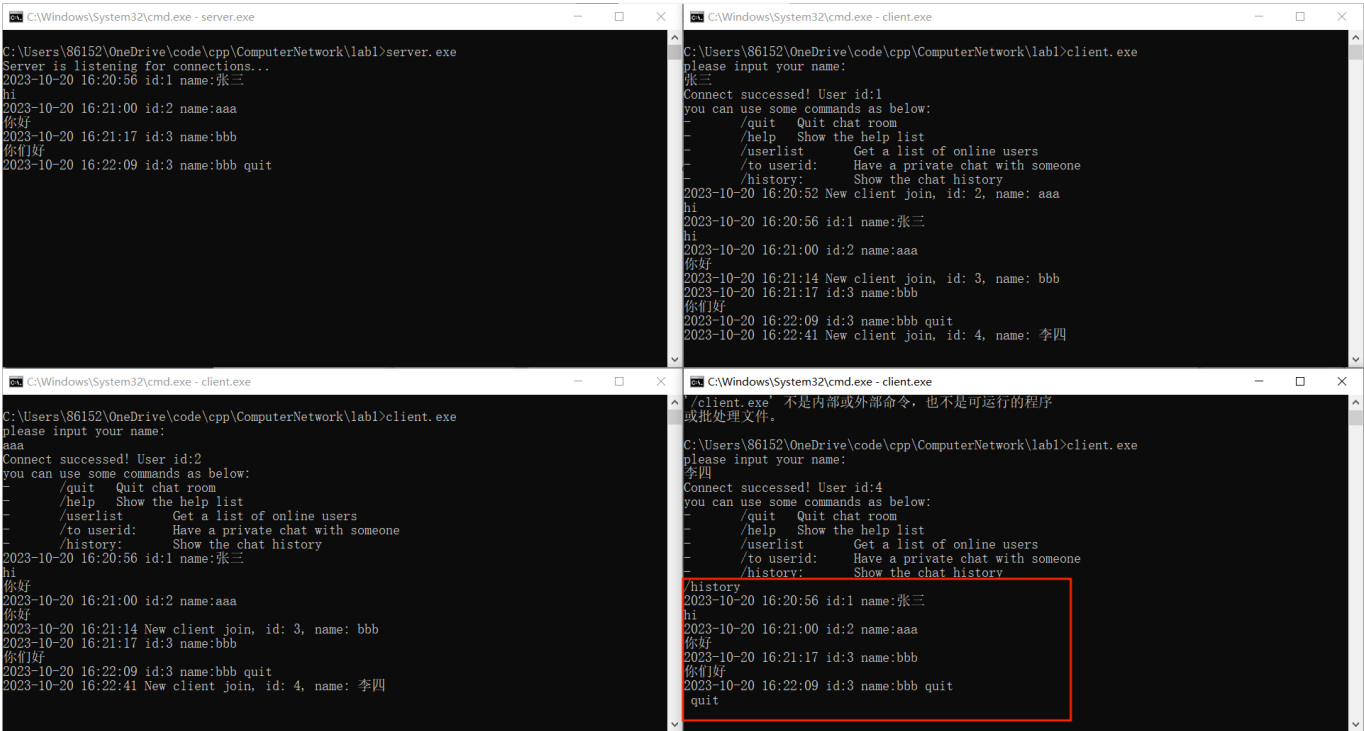 C:\Windows\System32\cmd.exe - server.exe
C:\Users\86152\OneDrive\code\cpp\ComputerNetwork\lab1>server.exe
Server is listening for connections...
2023-10-20 16:20:56 id:1 name:张三
hi
2023-10-20 16:21:00 id:2 name:aaa
你好
2023-10-20 16:21:17 id:3 name:bbb
你们好
2023-10-20 16:22:09 id:3 name:bbb quit
C:\Windows\System32\cmd.exe - client.exe
C:\Users\86152\OneDrive\code\cpp\ComputerNetwork\lab1>client.exe
please input your name:
张三
Connect successed! User id:1
you can use some commands as below:
- /quit Quit chat room
- /help Show the help list
- /userlist Get a list of online users
- /to userid: Have a private chat with someone
- /history: Show the chat history
2023-10-20 16:20:52 New client join, id: 2, name: aaa
hi
2023-10-20 16:20:56 id:1 name:张三
hi
2023-10-20 16:21:00 id:2 name:aaa
你好
2023-10-20 16:21:14 New client join, id: 3, name: bbb
2023-10-20 16:21:17 id:3 name:bbb
你们好
2023-10-20 16:22:09 id:3 name:bbb quit
2023-10-20 16:22:41 New client join, id: 4, name: 李四
C:\Windows\System32\cmd.exe - client.exe
C:\Users\86152\OneDrive\code\cpp\ComputerNetwork\lab1>client.exe
please input your name:
aaa
Connect successed! User id:2
you can use some commands as below:
- /quit Quit chat room
- /help Show the help list
- /userlist Get a list of online users
- /to userid: Have a private chat with someone
- /history: Show the chat history
2023-10-20 16:20:56 id:1 name:张三
hi
你好
2023-10-20 16:21:00 id:2 name:aaa
你好
2023-10-20 16:21:14 New client join, id: 3, name: bbb
2023-10-20 16:21:17 id:3 name:bbb
你们好
2023-10-20 16:22:09 id:3 name:bbb quit
2023-10-20 16:22:41 New client join, id: 4, name: 李四
C:\Windows\System32\cmd.exe - client.exe
'/client.exe' 不是内部或外部命令，也不是可运行的程序
或批处理文件。
C:\Users\86152\OneDrive\code\cpp\ComputerNetwork\lab1>client.exe
please input your name:
李四
Connect successed! User id:4
you can use some commands as below:
- /quit Quit chat room
- /help Show the help list
- /userlist Get a list of online users
- /to userid: Have a private chat with someone
- /history: Show the chat history
/history
2023-10-20 16:20:56 id:1 name:张三
hi
2023-10-20 16:21:00 id:2 name:aaa
你好
2023-10-20 16:21:17 id:3 name:bbb
你们好
2023-10-20 16:22:09 id:3 name:bbb quit
quit